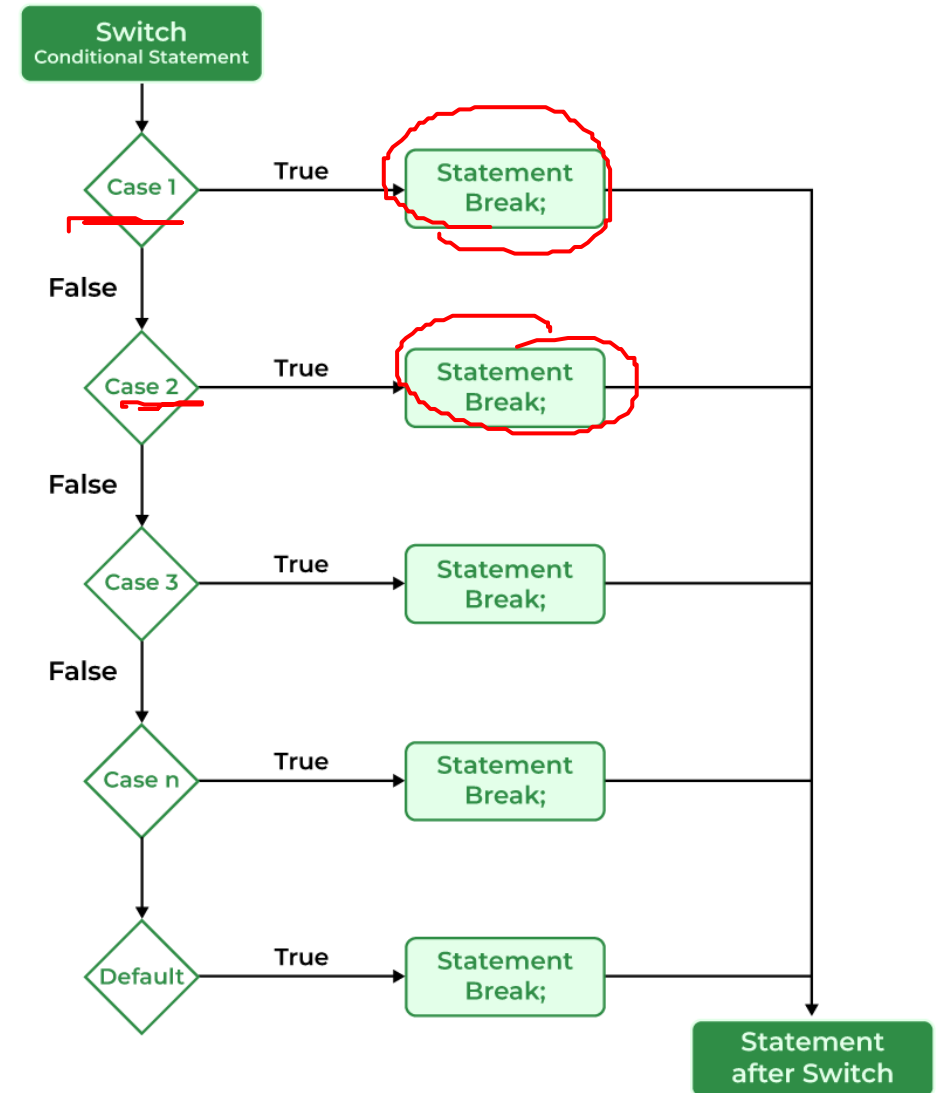 Switch
Conditional Statement
Case 1
True
Statement
Break;
False
Case 2
True
Statement
Break;
False
Case 3
True
Statement
Break;
False
Case n
True
Statement
Break;
Default
True
Statement
Break;
Statement
after Switch